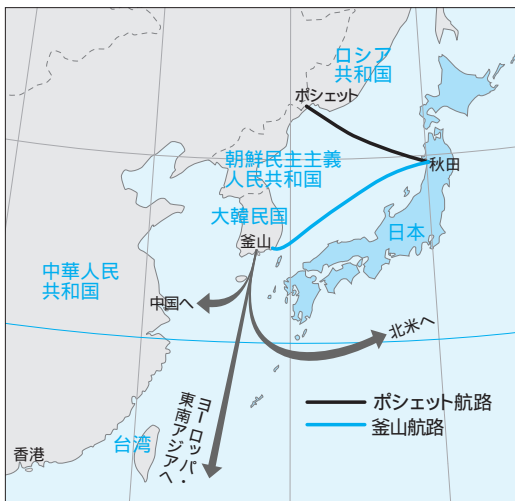 ロシア
共和国
ポシェット
朝鮮民主主義
人民共和国
秋田
大韓民国
釜山
日本
中華人民
共和国
中国へ
北米へ
ヨーロッパ・
東南アジアへ
ポシェット航路
釜山航路
台湾
香港